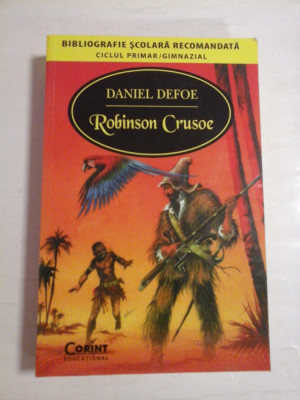 BIBLIOGRAFIE ȘCOLARĂ RECOMANDATĂ
CICLUL PRIMAR/GIMNAZIAL
DANIEL DEFOE
Robinson Crusoe
CORINT
EDUCAȚIONAL